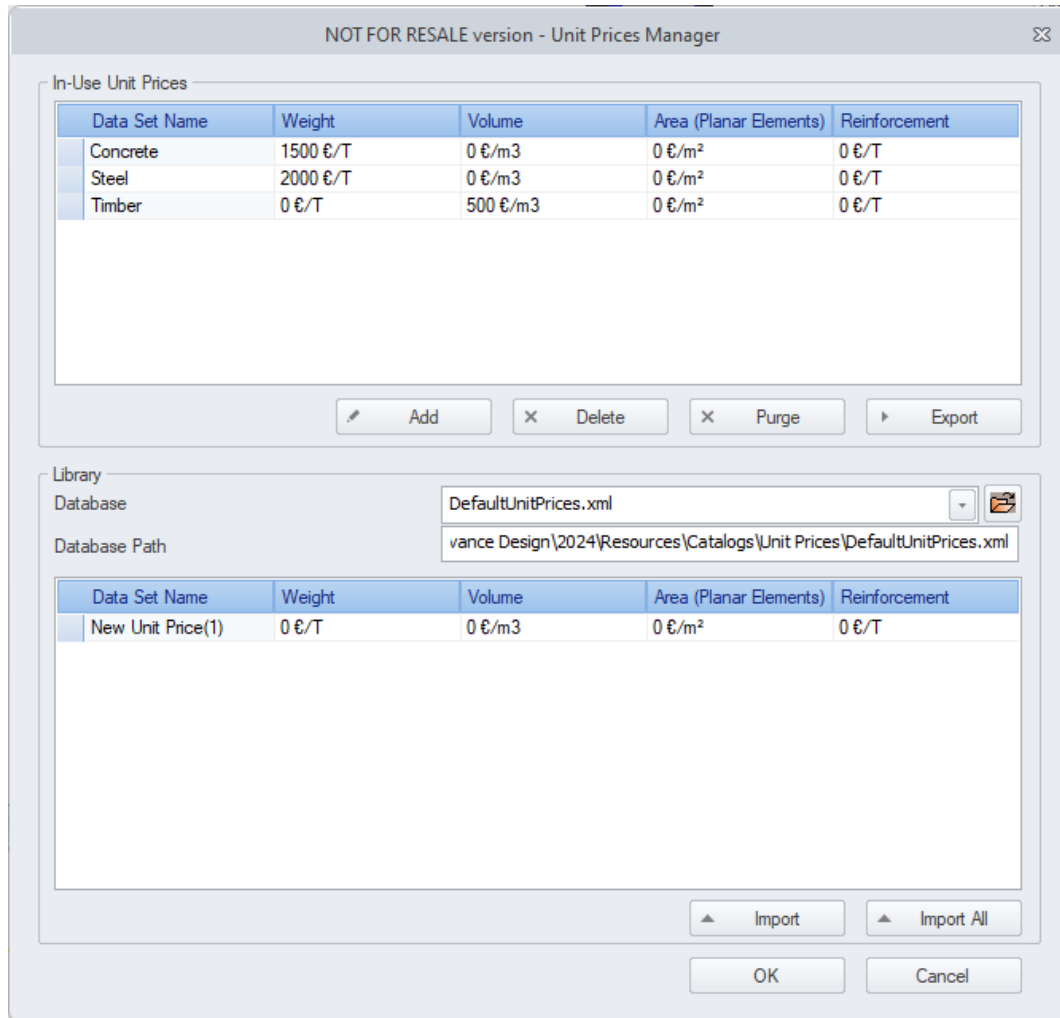 NOT FOR RESALE version - Unit Prices Manager
In-Use Unit Prices
Data Set Name Weight Volume Area (Planar Elements) Reinforcement
Concrete 1500 €/T 0 €/m3 0 €/m² 0 €/T
Steel 2000 €/T 0 €/m3 0 €/m² 0 €/T
Timber 0 €/T 500 €/m3 0 €/m² 0 €/T
Add Delete Purge Export
Library
Database DefaultUnitPrices.xml
Database Path vance Design\2024\Resources\Catalogs\Unit Prices\DefaultUnitPrices.xml
Data Set Name Weight Volume Area (Planar Elements) Reinforcement
New Unit Price(1) 0 €/T 0 €/m3 0 €/m² 0 €/T
Import Import All
OK Cancel